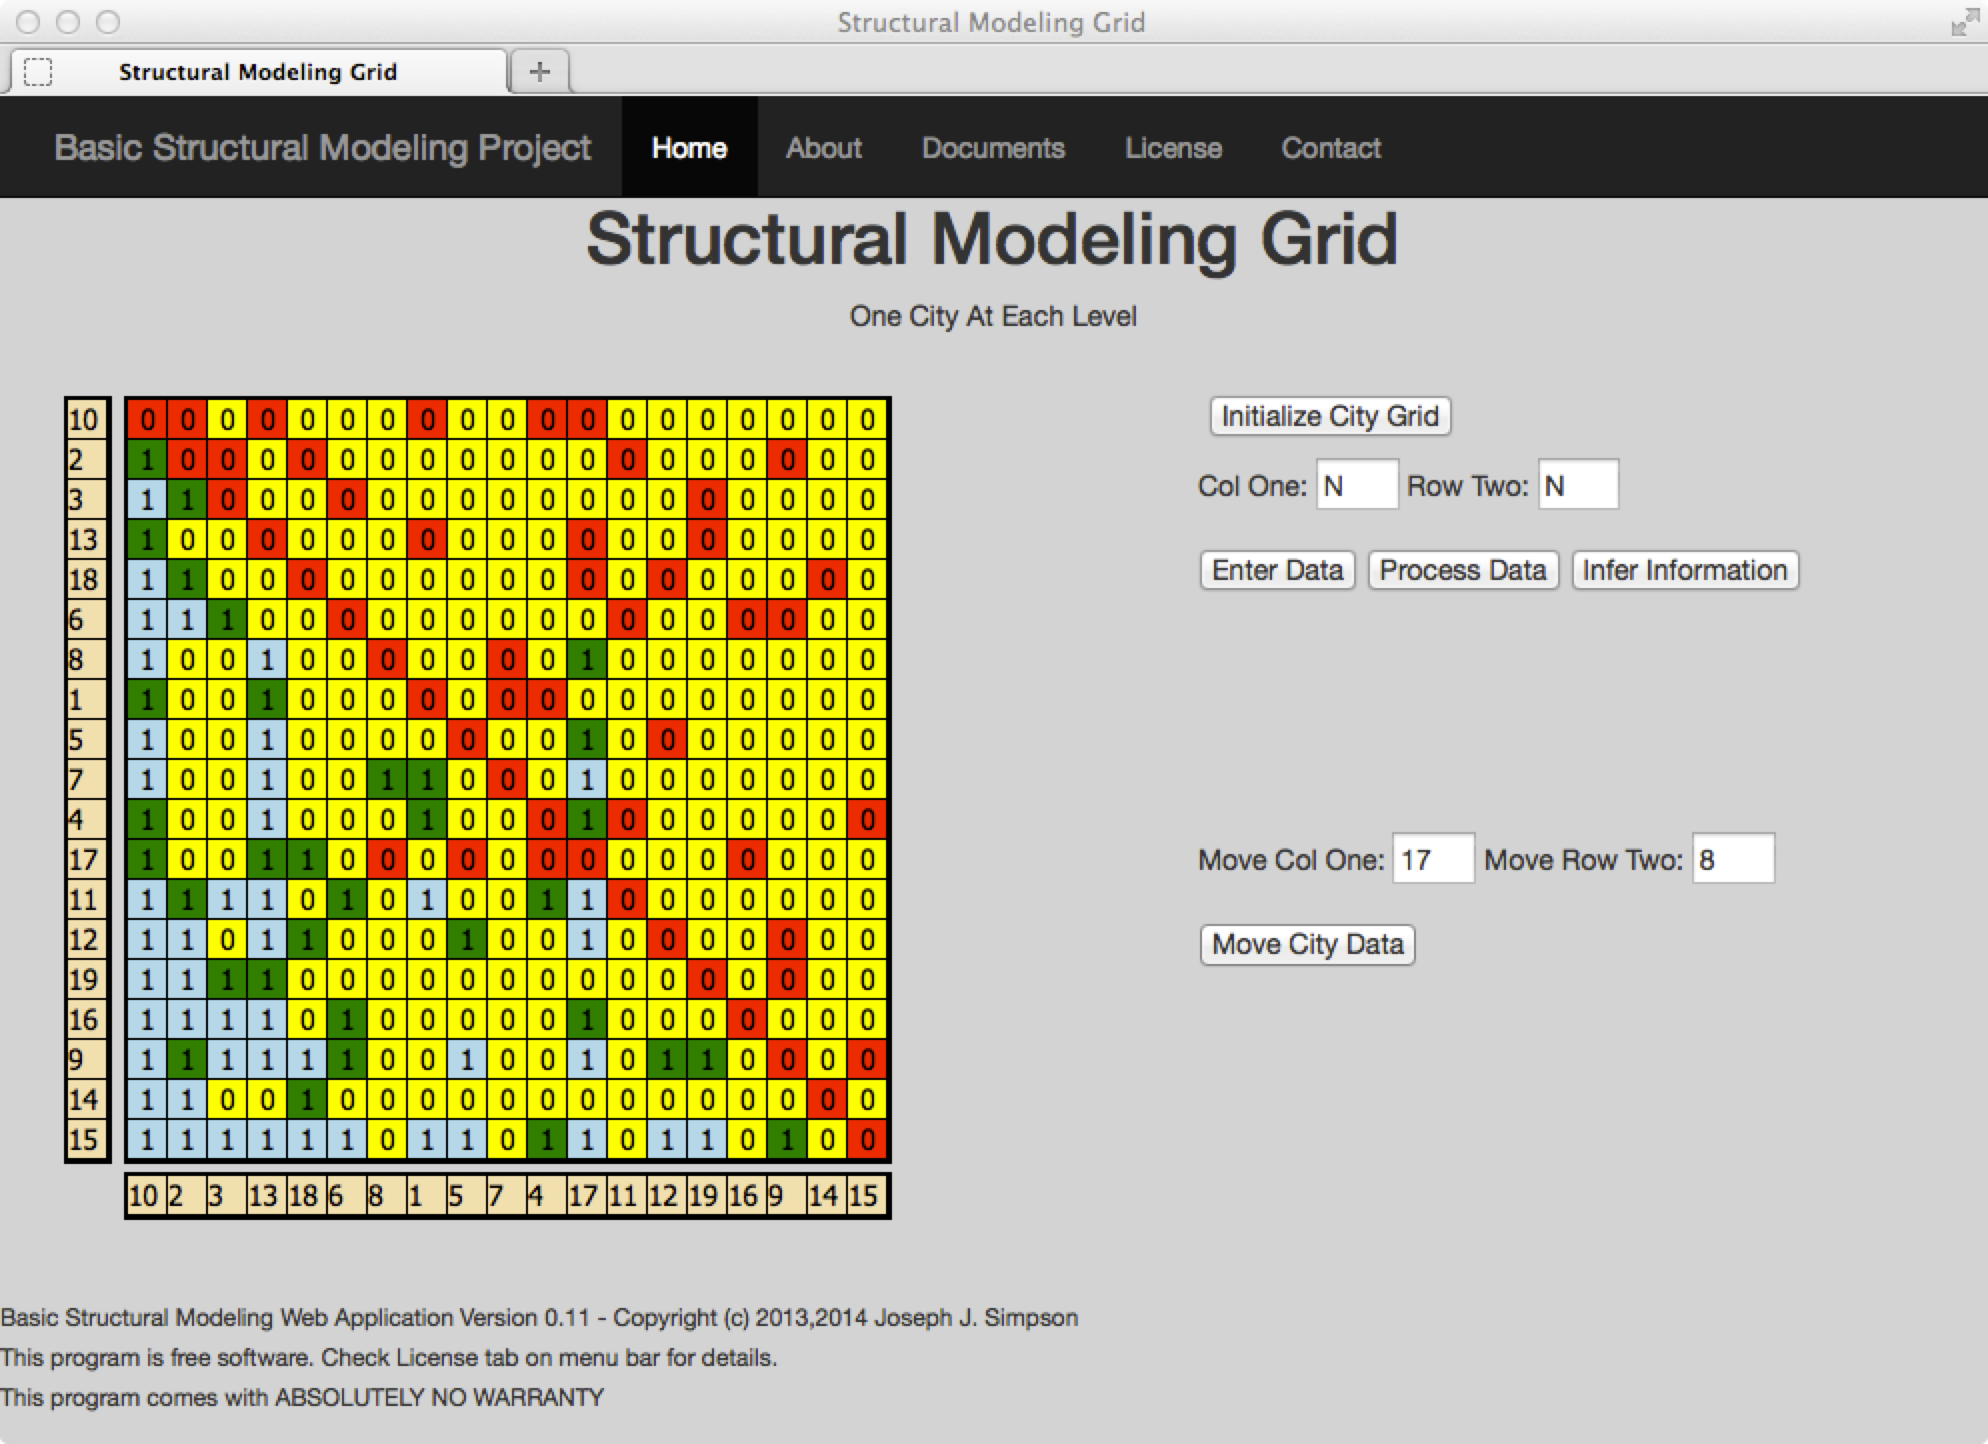 Structural Modeling Grid
Structural Modeling Grid
Basic Structural Modeling Project Home About Documents License Contact
Structural Modeling Grid
One City At Each Level
10 0 0 0 0 0 0 0 0 0 0 0 0 0 0 0 0 0 0 0
2 1 0 0 0 0 0 0 0 0 0 0 0 0 0 0 0 0 0 0
3 1 1 0 0 0 0 0 0 0 0 0 0 0 0 0 0 0 0 0
13 1 0 0 0 0 0 0 0 0 0 0 0 0 0 0 0 0 0 0
18 1 1 0 0 0 0 0 0 0 0 0 0 0 0 0 0 0 0 0
6 1 1 1 0 0 0 0 0 0 0 0 0 0 0 0 0 0 0 0
8 1 0 0 1 0 0 0 0 0 0 0 1 0 0 0 0 0 0 0
1 1 0 0 1 0 0 0 0 0 0 0 0 0 0 0 0 0 0 0
5 1 0 0 1 0 0 0 0 0 0 0 1 0 0 0 0 0 0 0
7 1 0 0 1 0 0 1 1 0 0 0 1 0 0 0 0 0 0 0
4 1 0 0 1 0 0 0 1 0 0 0 1 0 0 0 0 0 0 0
17 1 0 0 1 1 0 0 0 0 0 0 0 0 0 0 0 0 0 0
11 1 1 1 1 0 1 0 1 0 0 1 1 0 0 0 0 0 0 0
12 1 1 0 1 1 0 0 0 1 0 0 1 0 0 0 0 0 0 0
19 1 1 1 1 0 0 0 0 0 0 0 0 0 0 0 0 0 0 0
16 1 1 1 1 0 1 0 0 0 0 0 1 0 0 0 0 0 0 0
9 1 1 1 1 1 1 0 0 1 0 0 1 0 1 1 0 0 0 0
14 1 1 0 0 1 0 0 0 0 0 0 0 0 0 0 0 0 0 0
15 1 1 1 1 1 1 0 1 1 0 1 1 0 1 1 0 1 0 0
10 2 3 13 18 6 8 1 5 7 4 17 11 12 19 16 9 14 15
Initialize City Grid
Col One: N Row Two: N
Enter Data Process Data Infer Information
Move Col One: 17 Move Row Two: 8
Move City Data
Basic Structural Modeling Web Application Version 0.11 - Copyright (c) 2013,2014 Joseph J. Simpson
This program is free software. Check License tab on menu bar for details.
This program comes with ABSOLUTELY NO WARRANTY